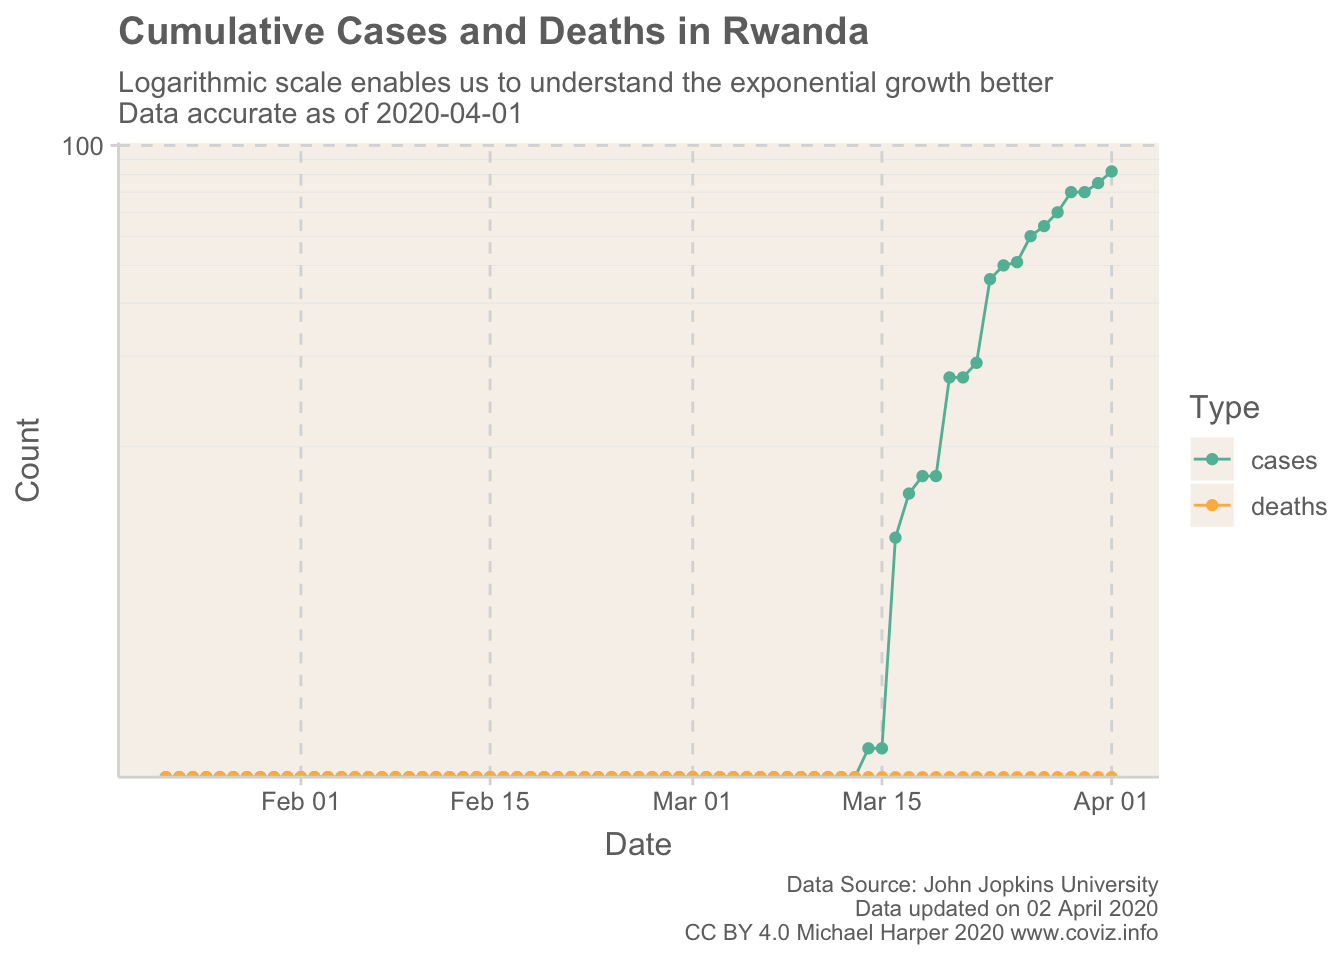 Cumulative Cases and Deaths in Rwanda
Logarithmic scale enables us to understand the exponential growth better
Data accurate as of 2020-04-01
100
Count
Type
cases
deaths
Feb 01
Feb 15
Mar 01
Mar 15
Apr 01
Date
Data Source: John Jopkins University
Data updated on 02 April 2020
CC BY 4.0 Michael Harper 2020 www.coviz.info